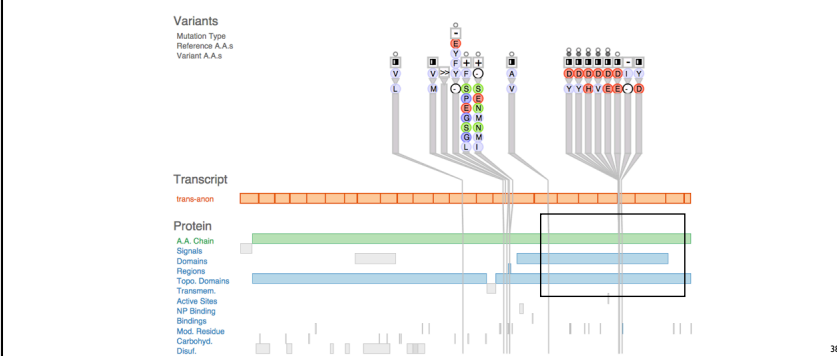 Variants
Mutation Type
Reference A.A.s
Variant A.A.s
-
E
Y
F + + -
V V >> Y F - A D D D D D D I Y
L M - S S V Y Y H V E E - D
P E
E N
G M
S N
G M
L I
Transcript
trans-anon
Protein
A.A. Chain
Signals
Domains
Regions
Topo. Domains
Transmem.
Active Sites
NP Binding
Bindings
Mod. Residue
Carbohyd.
Disuf.
38